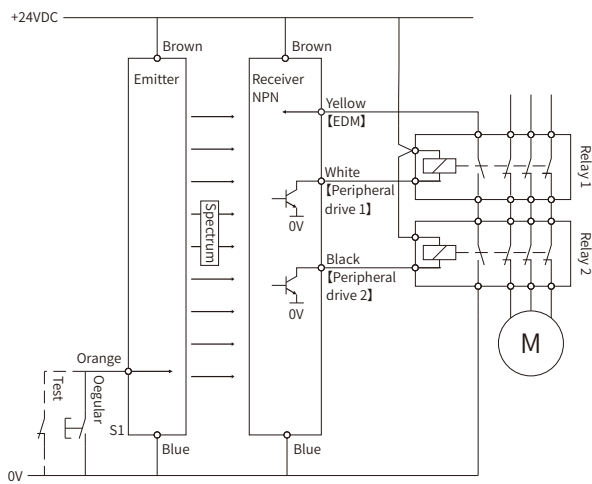 +24VDC
Brown
Brown
Emitter
Receiver
NPN
Yellow
【EDM】
White
【Peripheral
drive 1】
0V
Black
【Peripheral
drive 2】
0V
Spectrum
Relay 1
Relay 2
M
Orange
Test
Oegular
S1
Blue
Blue
0V